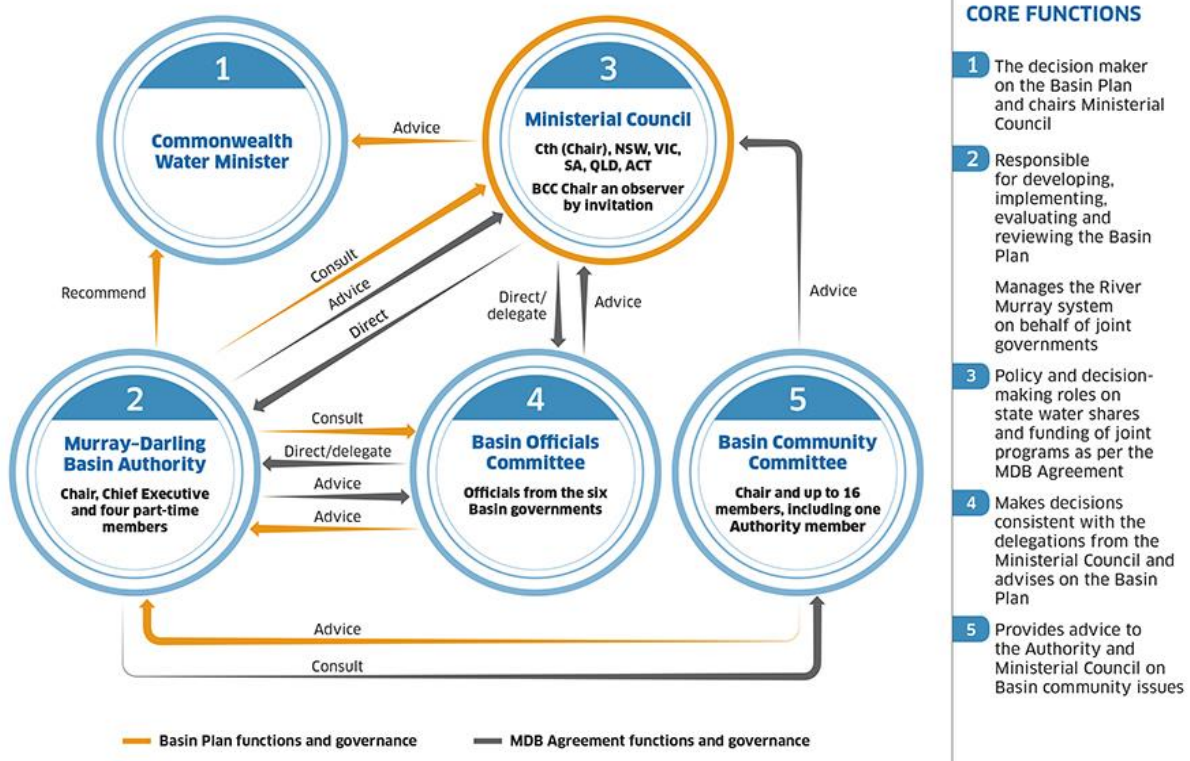 1
Commonwealth
Water Minister
Advice
3
Ministerial Council
Cth (Chair), NSW, VIC,
SA, QLD, ACT
BCC Chair an observer
by invitation
Recommend
Consult
Advice
Direct
Direct/
delegate
Advice
Advice
2
Murray–Darling
Basin Authority
Chair, Chief Executive
and four part-time
members
Consult
Direct/delegate
Advice
Advice
4
Basin Officials
Committee
Officials from the six
Basin governments
5
Basin Community
Committee
Chair and up to 16
members, including one
Authority member
Advice
Consult
Basin Plan functions and governance
MDB Agreement functions and governance
CORE FUNCTIONS
1 The decision maker
on the Basin Plan
and chairs Ministerial
Council
2 Responsible
for developing,
implementing,
evaluating and
reviewing the Basin
Plan
Manages the River
Murray system
on behalf of joint
governments
3 Policy and decision-
making roles on
state water shares
and funding of joint
programs as per the
MDB Agreement
4 Makes decisions
consistent with the
delegations from the
Ministerial Council and
advises on the Basin
Plan
5 Provides advice to
the Authority and
Ministerial Council on
Basin community issues